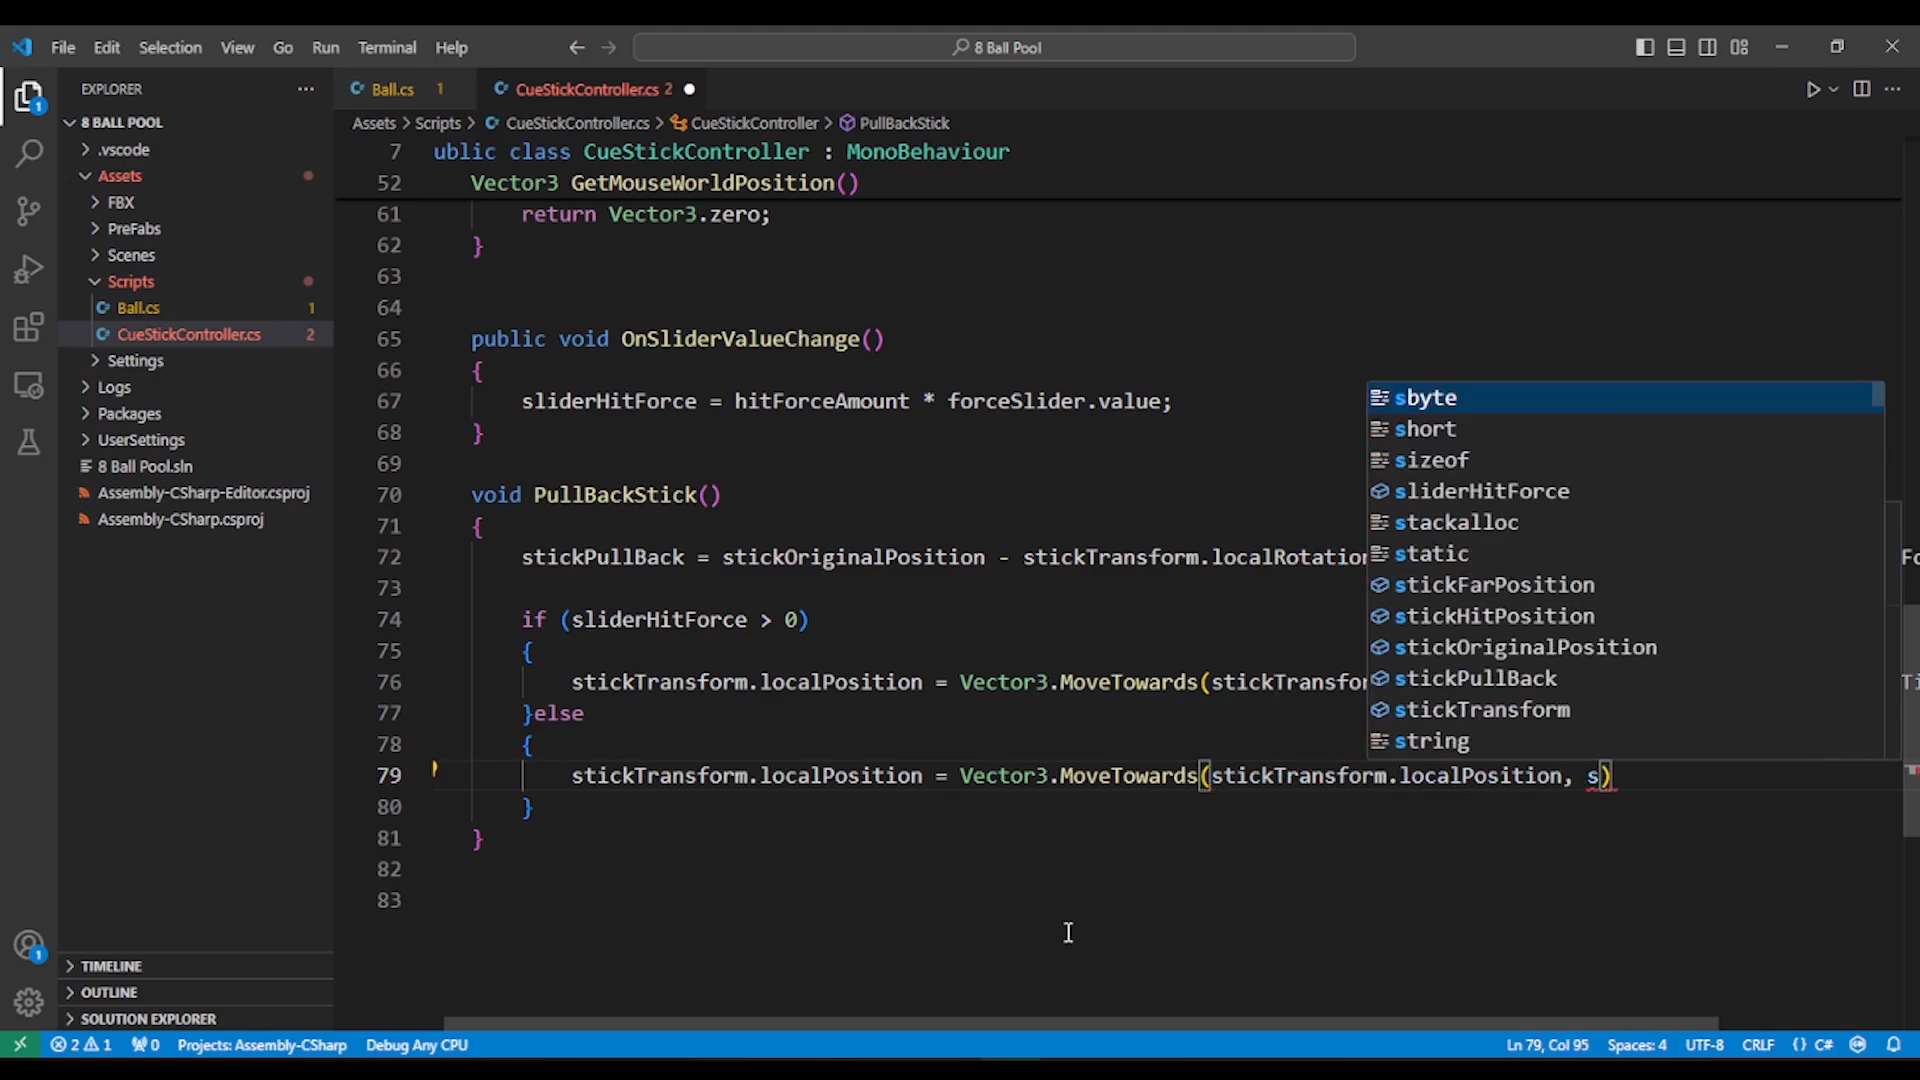 File Edit Selection View Go Run Terminal Help
8 Ball Pool
EXPLORER
Ball.cs 1
CueStickController.cs 2
8 BALL POOL
Assets > Scripts > CueStickController.cs > CueStickController > PullBackStick
.vscode
Assets
FBX
PreFabs
Scenes
Scripts
Ball.cs 1
CueStickController.cs 2
Settings
Logs
Packages
UserSettings
8 Ball Pool.sln
Assembly-CSharp-Editor.csproj
Assembly-CSharp.csproj
TIMELINE
OUTLINE
SOLUTION EXPLORER
1
1
7 ublic class CueStickController : MonoBehaviour
52 Vector3 GetMouseWorldPosition()
61 return Vector3.zero;
62 }
63
64
65 public void OnSliderValueChange()
66 {
67 sliderHitForce = hitForceAmount * forceSlider.value;
68 }
69
70 void PullBackStick()
71 {
72 stickPullBack = stickOriginalPosition - stickTransform.localRotation Fo
73
74 if (sliderHitForce > 0)
75 {
76 stickTransform.localPosition = Vector3.MoveTowards(stickTransfor Ti
77 }else
78 {
79 stickTransform.localPosition = Vector3.MoveTowards(stickTransform.localPosition, s)
80 }
81 }
82
83
sbyte
short
sizeof
sliderHitForce
stackalloc
static
stickFarPosition
stickHitPosition
stickOriginalPosition
stickPullBack
stickTransform
string
2 1 0 Projects: Assembly-CSharp Debug Any CPU
Ln 79, Col 95 Spaces: 4 UTF-8 CRLF {} C#